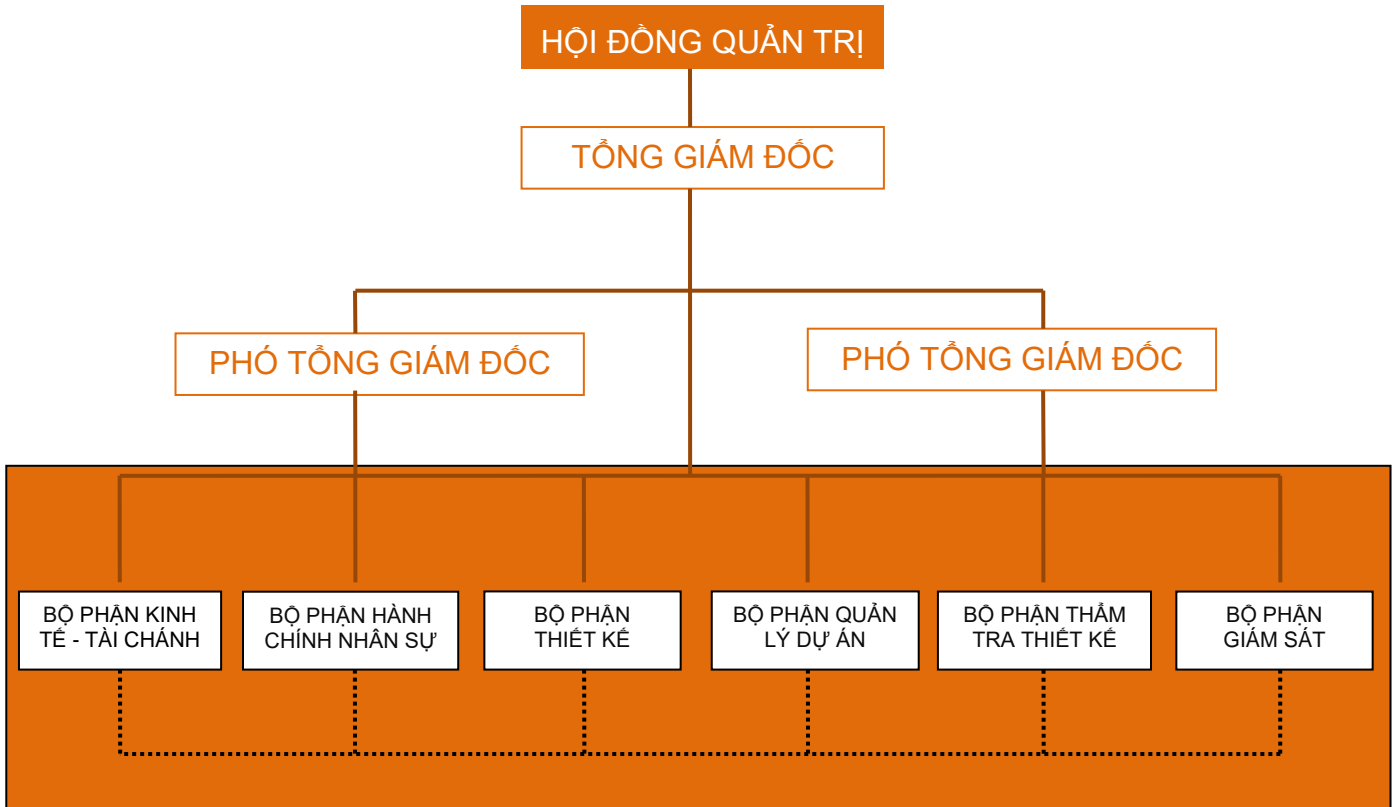 HỘI ĐỒNG QUẢN TRỊ
TỔNG GIÁM ĐỐC
PHÓ TỔNG GIÁM ĐỐC
PHÓ TỔNG GIÁM ĐỐC
BỘ PHẬN KINH
TẾ - TÀI CHÁNH
BỘ PHẬN HÀNH
CHÍNH NHÂN SỰ
BỘ PHẬN
THIẾT KẾ
BỘ PHẬN QUẢN
LÝ DỰ ÁN
BỘ PHẬN THẨM
TRA THIẾT KẾ
BỘ PHẬN
GIÁM SÁT